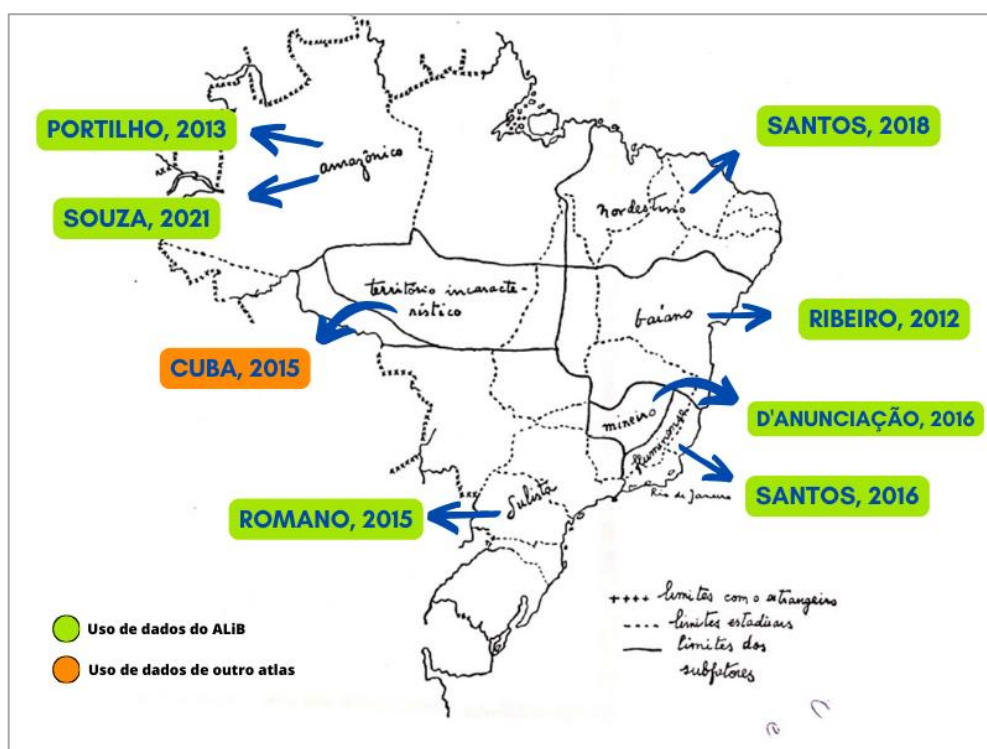 PORTILHO, 2013
SANTOS, 2018
amazônico
SOUZA, 2021
nordestino
território incaracte-
rístico
baiano
RIBEIRO, 2012
CUBA, 2015
mineiro
D'ANUNCIAÇÃO, 2016
fluminense
SANTOS, 2016
Rio de Janeiro
ROMANO, 2015
sulista
++++ limites com o estrangeiro
---- limites estaduais
— limites dos
subfalares
Uso de dados do ALiB
Uso de dados de outro atlas